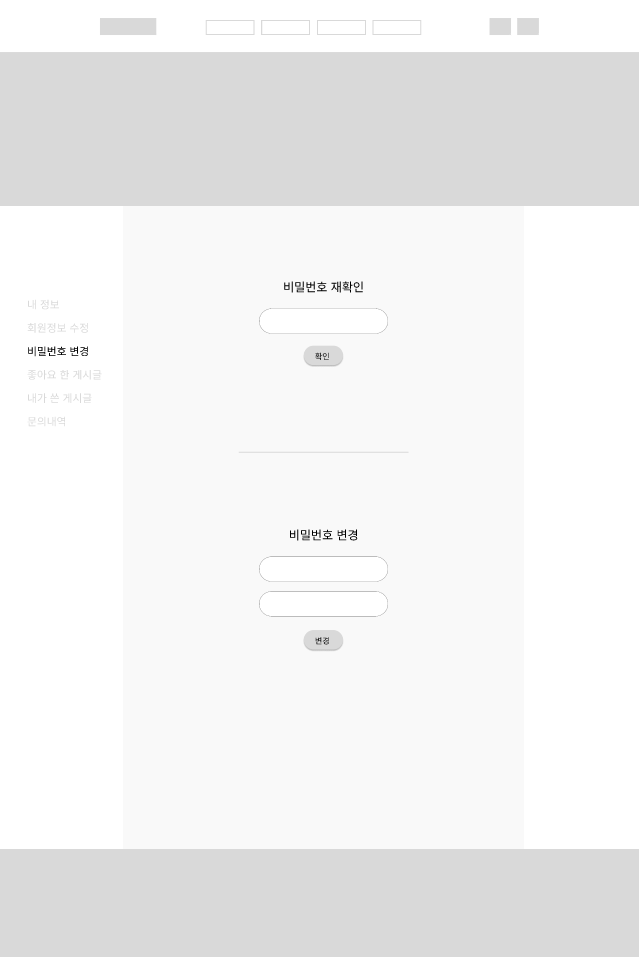 내 정보
회원정보 수정
비밀번호 변경
좋아요 한 게시글
내가 쓴 게시글
문의내역
비밀번호 재확인
확인
비밀번호 변경
변경